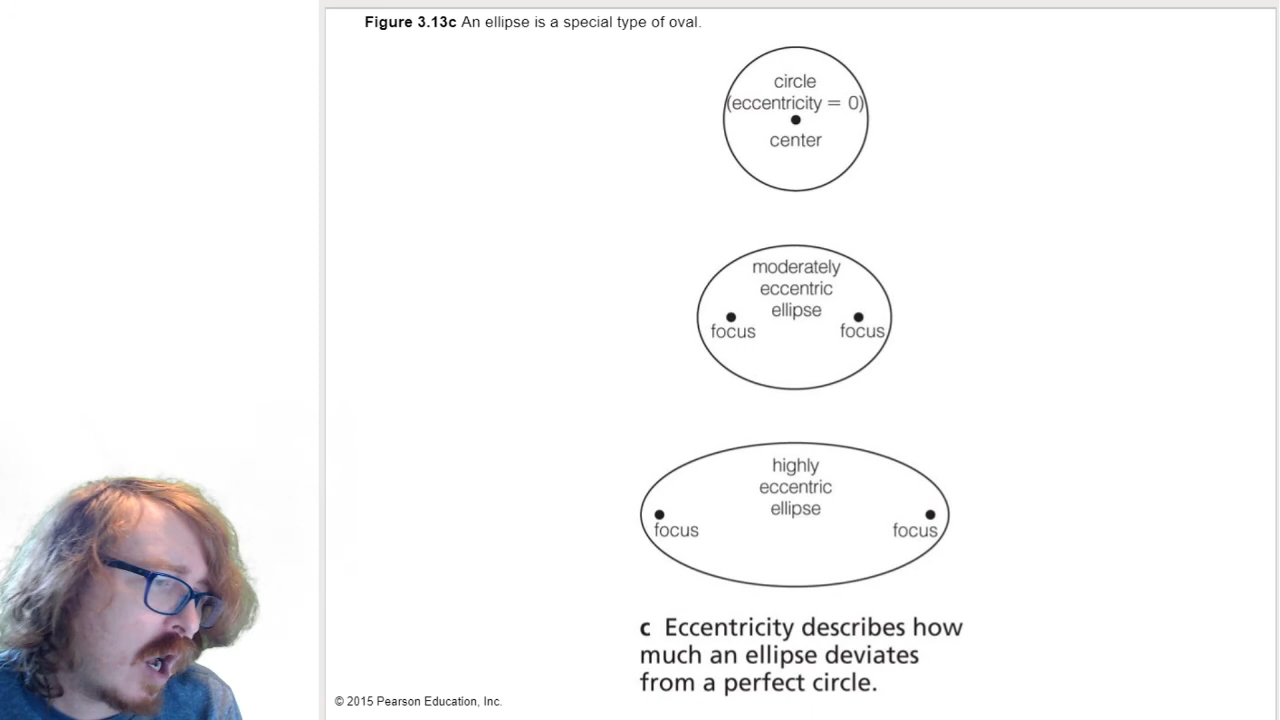 Figure 3.13c An ellipse is a special type of oval.
circle
(eccentricity = 0)
center
moderately
eccentric
ellipse
focus focus
highly
eccentric
ellipse
focus focus
c Eccentricity describes how
much an ellipse deviates
from a perfect circle.
© 2015 Pearson Education, Inc.